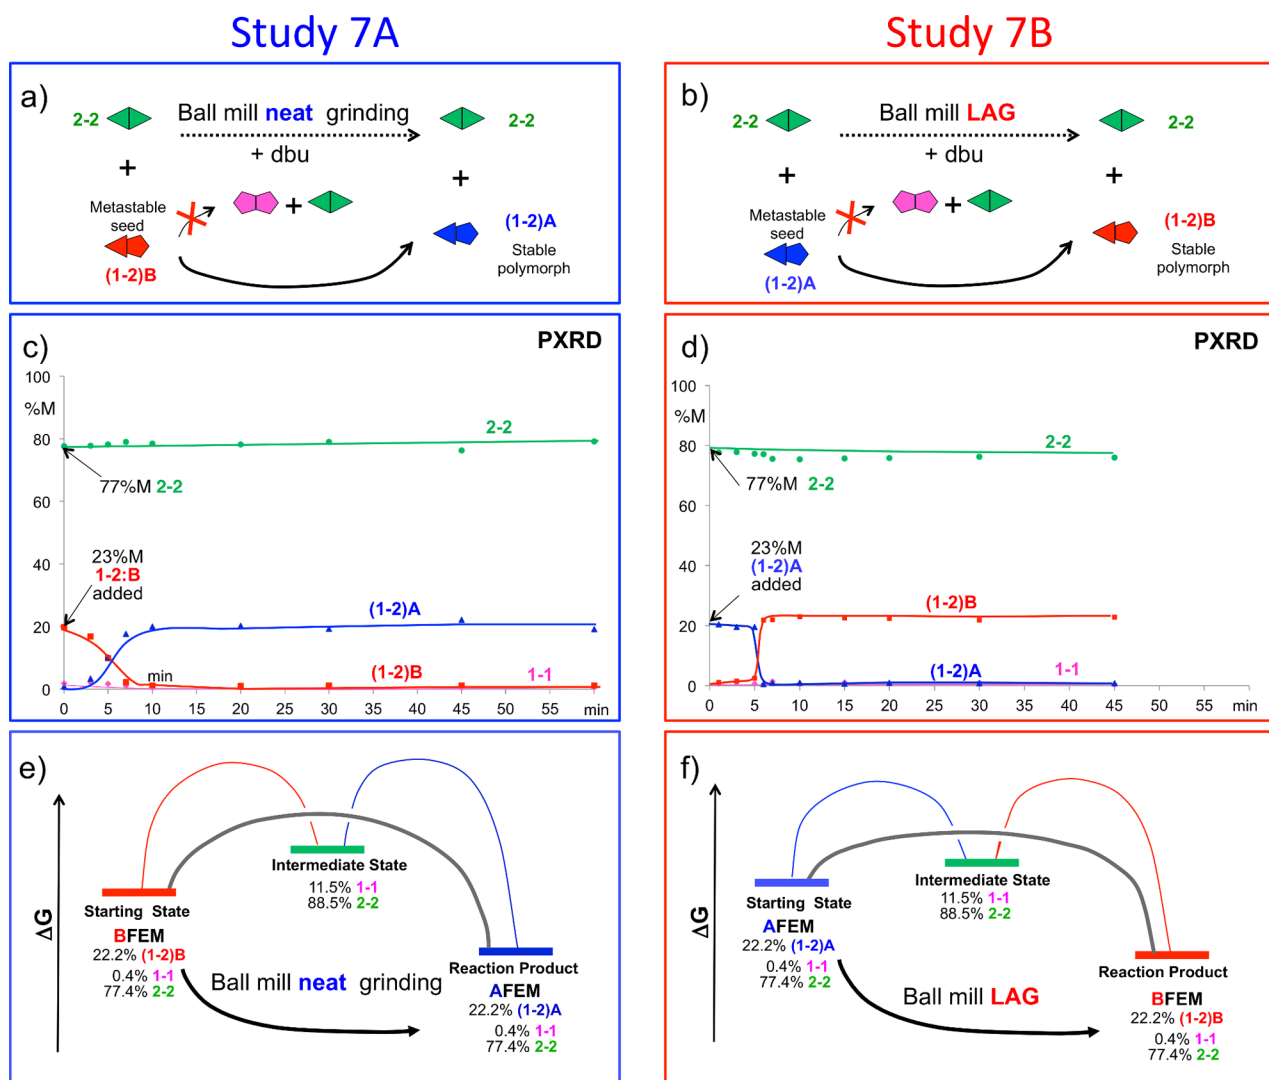 Study 7A
Study 7B
a)
2-2
Ball mill neat grinding
2-2
+ dbu
+
+
+
Metastable
seed
(1-2)B
(1-2)A
Stable
polymorph
b)
2-2
Ball mill LAG
2-2
+ dbu
+
+
+
Metastable
seed
(1-2)A
(1-2)B
Stable
polymorph
c)
PXRD
100
%M
80
60
40
20
0
2-2
77%M 2-2
23%M
1-2:B
added
(1-2)A
min
(1-2)B
1-1
0 5 10 15 20 25 30 35 40 45 50 55 min
d)
PXRD
100
%M
80
60
40
20
0
2-2
77%M 2-2
23%M
(1-2)A
added
(1-2)B
(1-2)A
1-1
0 5 10 15 20 25 30 35 40 45 55 min
e)
ΔG
Intermediate State
11.5% 1-1
88.5% 2-2
Starting State
BFEM
22.2% (1-2)B
0.4% 1-1
77.4% 2-2
Ball mill neat grinding
Reaction Product
AFEM
22.2% (1-2)A
0.4% 1-1
77.4% 2-2
f)
ΔG
Intermediate State
11.5% 1-1
88.5% 2-2
Starting State
AFEM
22.2% (1-2)A
0.4% 1-1
77.4% 2-2
Ball mill LAG
Reaction Product
BFEM
22.2% (1-2)B
0.4% 1-1
77.4% 2-2